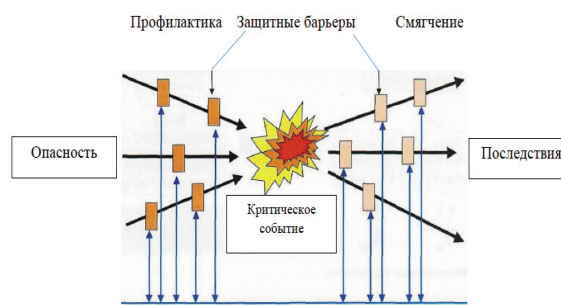 Профилактика Защитные барьеры Смягчение
Опасность
Последствия
Критическое
событие